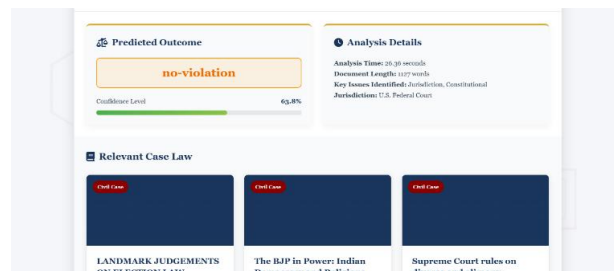 Predicted Outcome
no-violation
Confidence Level 63.8%
Analysis Details
Analysis Time: 26.36 seconds
Document Length: 1127 words
Key Issues Identified: Jurisdiction, Constitutional
Jurisdiction: U.S. Federal Court
Relevant Case Law
Civil Case
LANDMARK JUDGEMENTS
Civil Case
The BJP in Power: Indian
Civil Case
Supreme Court rules on